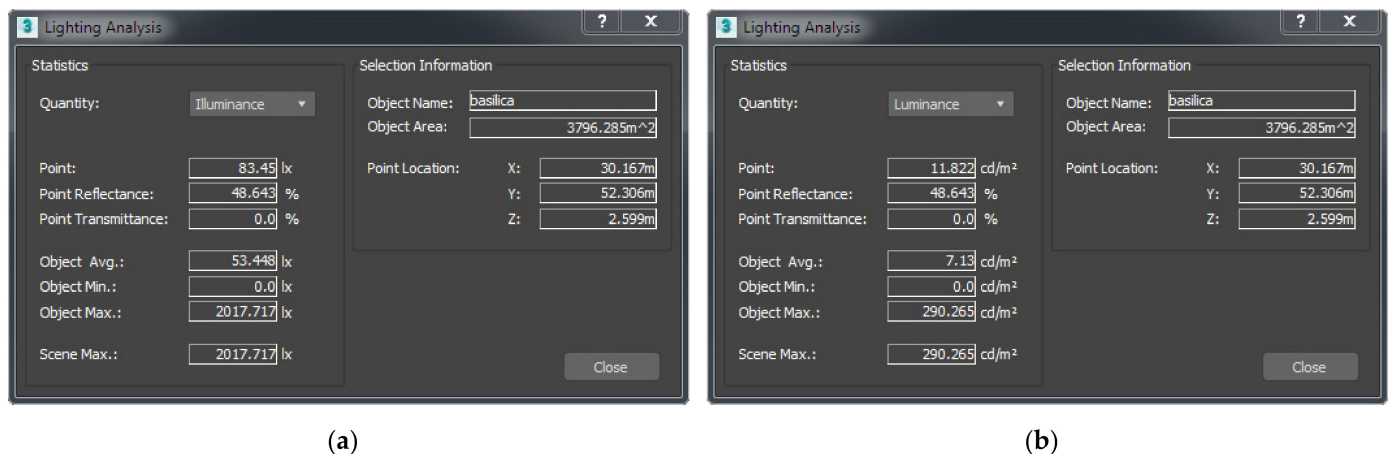 Lighting Analysis
Statistics
Quantity: Illuminance
Point: 83.45 lx
Point Reflectance: 48.643 %
Point Transmittance: 0.0 %
Object Avg.: 53.448 lx
Object Min.: 0.0 lx
Object Max.: 2017.717 lx
Scene Max.: 2017.717 lx
Selection Information
Object Name: basilica
Object Area: 3796.285m^2
Point Location: X: 30.167m
Y: 52.306m
Z: 2.599m
Close
(a)
Lighting Analysis
Statistics
Quantity: Luminance
Point: 11.822 cd/m²
Point Reflectance: 48.643 %
Point Transmittance: 0.0 %
Object Avg.: 7.13 cd/m²
Object Min.: 0.0 cd/m²
Object Max.: 290.265 cd/m²
Scene Max.: 290.265 cd/m²
Selection Information
Object Name: basilica
Object Area: 3796.285m^2
Point Location: X: 30.167m
Y: 52.306m
Z: 2.599m
Close
(b)